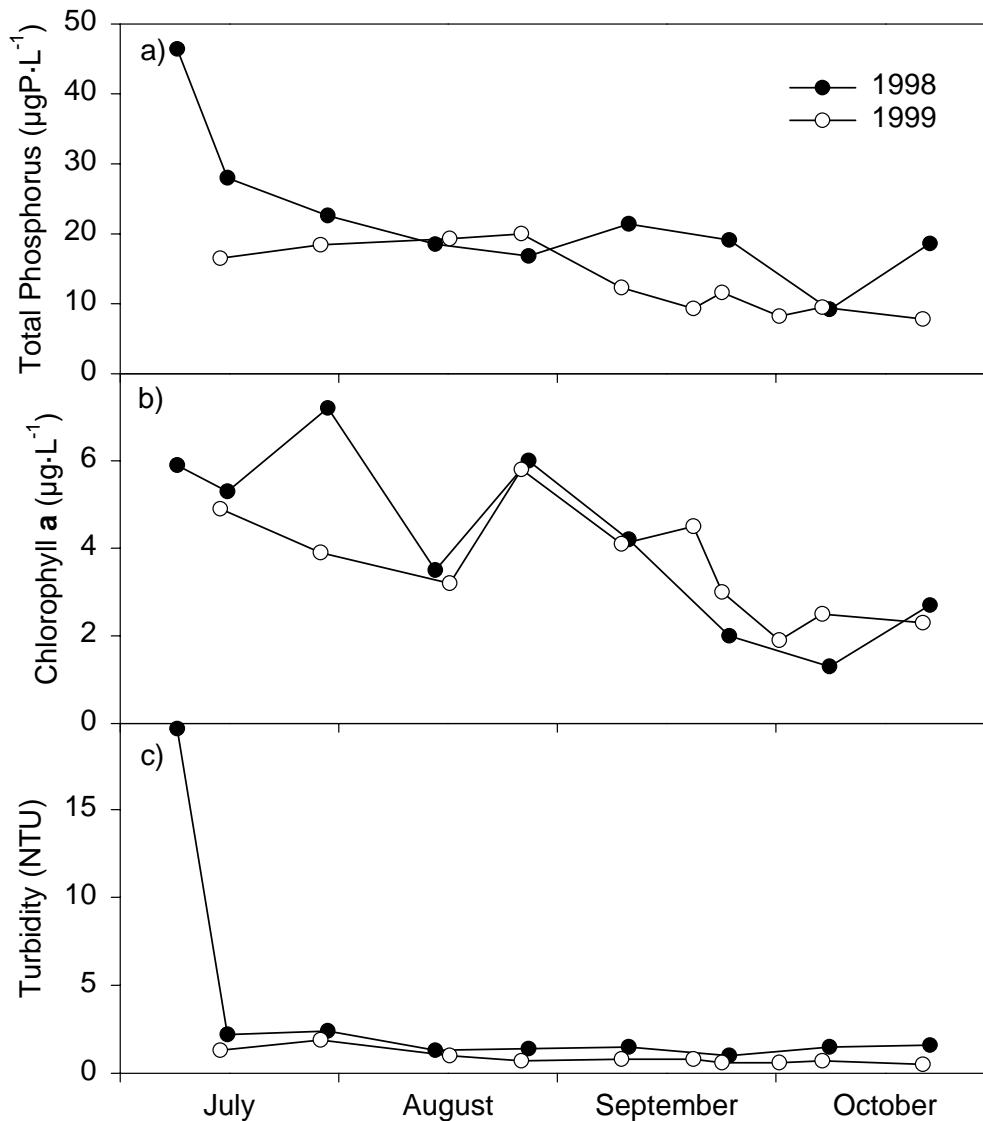 Total Phosphorus (µgP·L⁻¹)
50
40
30
20
10
0
a)
1998
1999
Chlorophyll a (µg·L⁻¹)
6
4
2
0
b)
Turbidity (NTU)
15
10
5
0
c)
July August September October